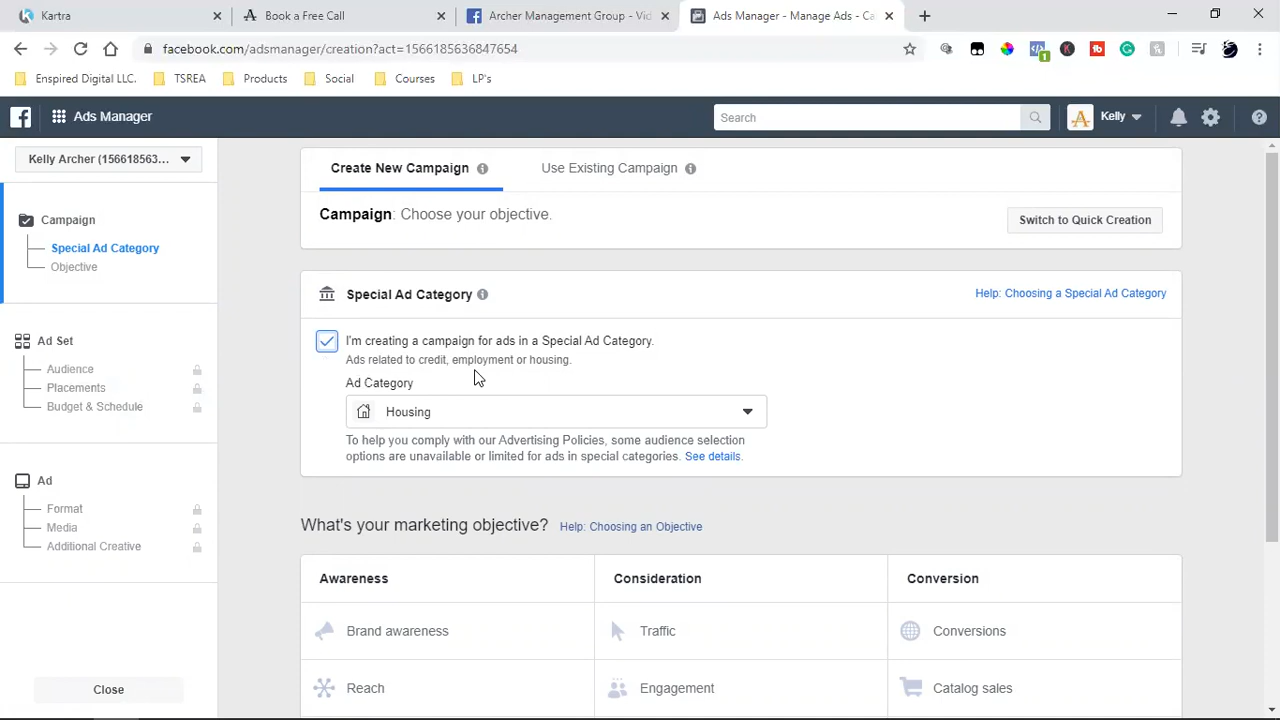 Kartra
Book a Free Call
Archer Management Group - Vid
Ads Manager - Manage Ads - Ca
facebook.com/adsmanager/creation?act=1566185636847654
1
Enspired Digital LLC.
TSREA
Products
Social
Courses
LP's
Ads Manager
Search
Kelly
Kelly Archer (156618563...
Create New Campaign
Use Existing Campaign
Campaign: Choose your objective.
Switch to Quick Creation
Campaign
Special Ad Category
Objective
Special Ad Category
Help: Choosing a Special Ad Category
I'm creating a campaign for ads in a Special Ad Category.
Ads related to credit, employment or housing.
Ad Category
Housing
To help you comply with our Advertising Policies, some audience selection
options are unavailable or limited for ads in special categories. See details.
Ad Set
Audience
Placements
Budget & Schedule
Ad
Format
Media
Additional Creative
What's your marketing objective?
Help: Choosing an Objective
Awareness
Consideration
Conversion
Brand awareness
Traffic
Conversions
Reach
Engagement
Catalog sales
Close